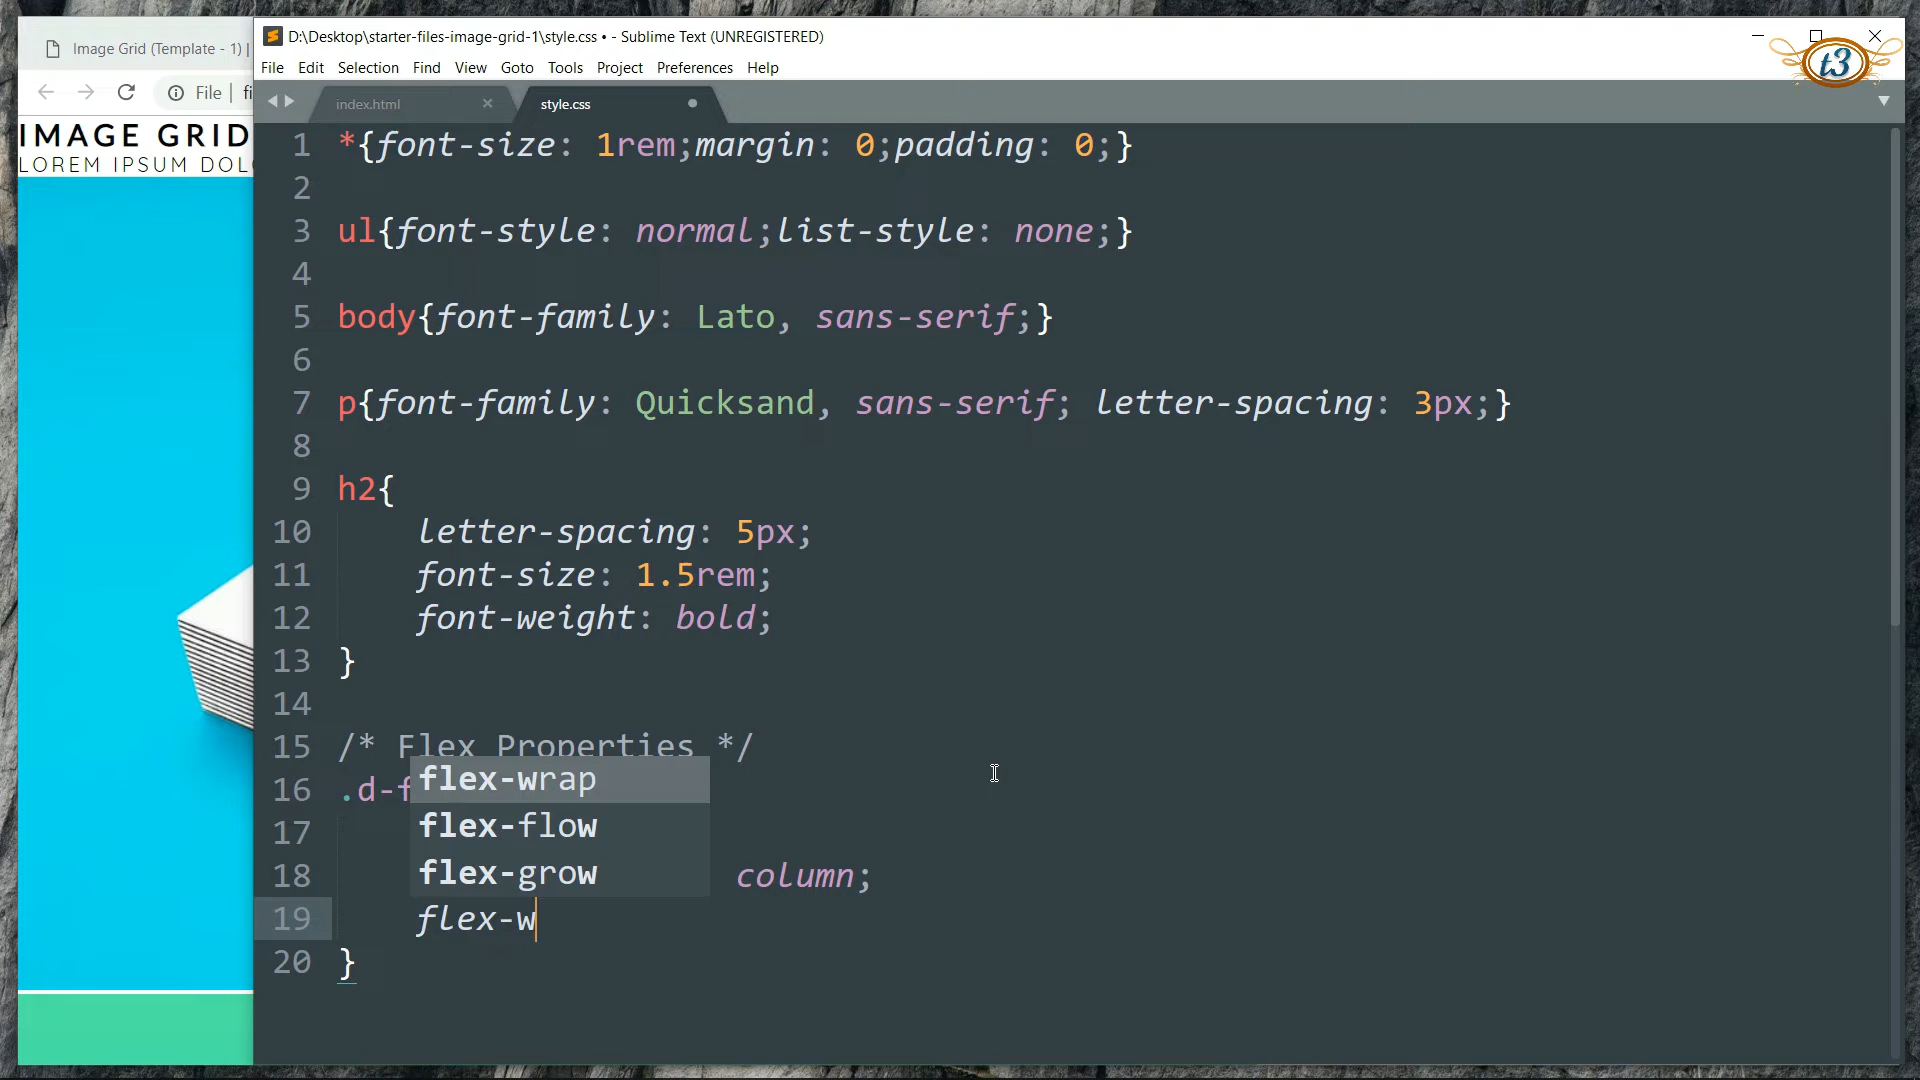 Image Grid (Template - 1) |
D:\Desktop\starter-files-image-grid-1\style.css • - Sublime Text (UNREGISTERED)
File Edit Selection Find View Goto Tools Project Preferences Help
t3
File
index.html
style.css
IMAGE GRID
LOREM IPSUM
1 *{font-size: 1rem;margin: 0;padding: 0;}
2
3 ul{font-style: normal;list-style: none;}
4
5 body{font-family: Lato, sans-serif;}
6
7 p{font-family: Quicksand, sans-serif; letter-spacing: 3px;}
8
9 h2{
10 letter-spacing: 5px;
11 font-size: 1.5rem;
12 font-weight: bold;
13 }
14
15 /* Flex Properties */
16 .d-f
flex-wrap
17
flex-flow
18 column;
flex-grow
19 flex-w
20 }